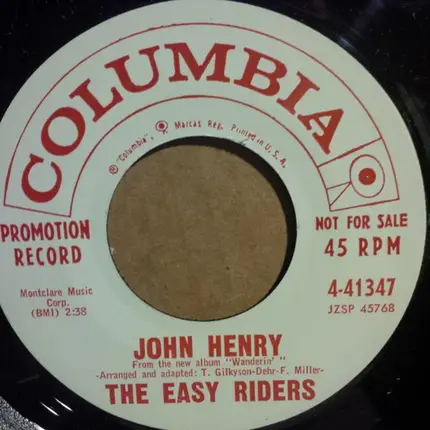 COLUMBIA
® "Columbia", Marcas Reg. Printed in U. S. A.
PROMOTION
RECORD
NOT FOR SALE
45 RPM
Montclare Music
Corp.
(BMI) 2:38
4-41347
JZSP 45768
JOHN HENRY
From the new album "Wanderin' "
-Arranged and adapted: T. Gilkyson-Dehr-F. Miller-
THE EASY RIDERS